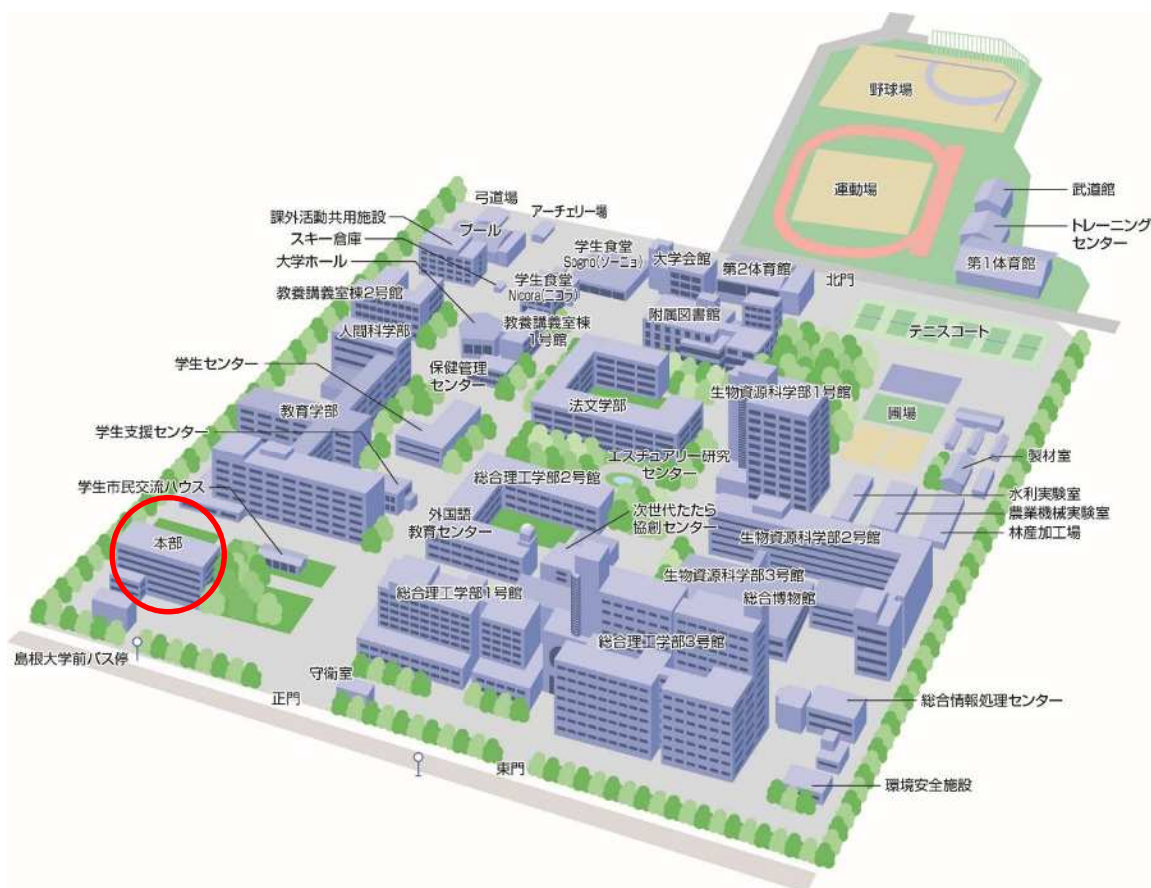 野球場
運動場
武道館
トレーニング
センター
第1体育館
弓道場
アーチェリー場
課外活動共用施設
プール
スキー倉庫
大学ホール
学生食堂
Sogno(ソーニョ)
大学会館
第2体育館
北門
教養講義室棟2号館
学生食堂
Nicora(ニコラ)
附属図書館
テニスコート
人間科学部
教養講義室棟
1号館
学生センター
保健管理
センター
生物資源科学部1号館
教育学部
法文学部
圃場
学生支援センター
エスチュアリー研究
センター
製材室
学生市民交流ハウス
総合理工学部2号館
水利実験室
外国語
教育センター
次世代たたら
協創センター
農業機械実験室
本部
生物資源科学部2号館
林産加工場
生物資源科学部3号館
総合理工学部1号館
総合博物館
総合理工学部3号館
島根大学前バス停
守衛室
正門
総合情報処理センター
東門
環境安全施設